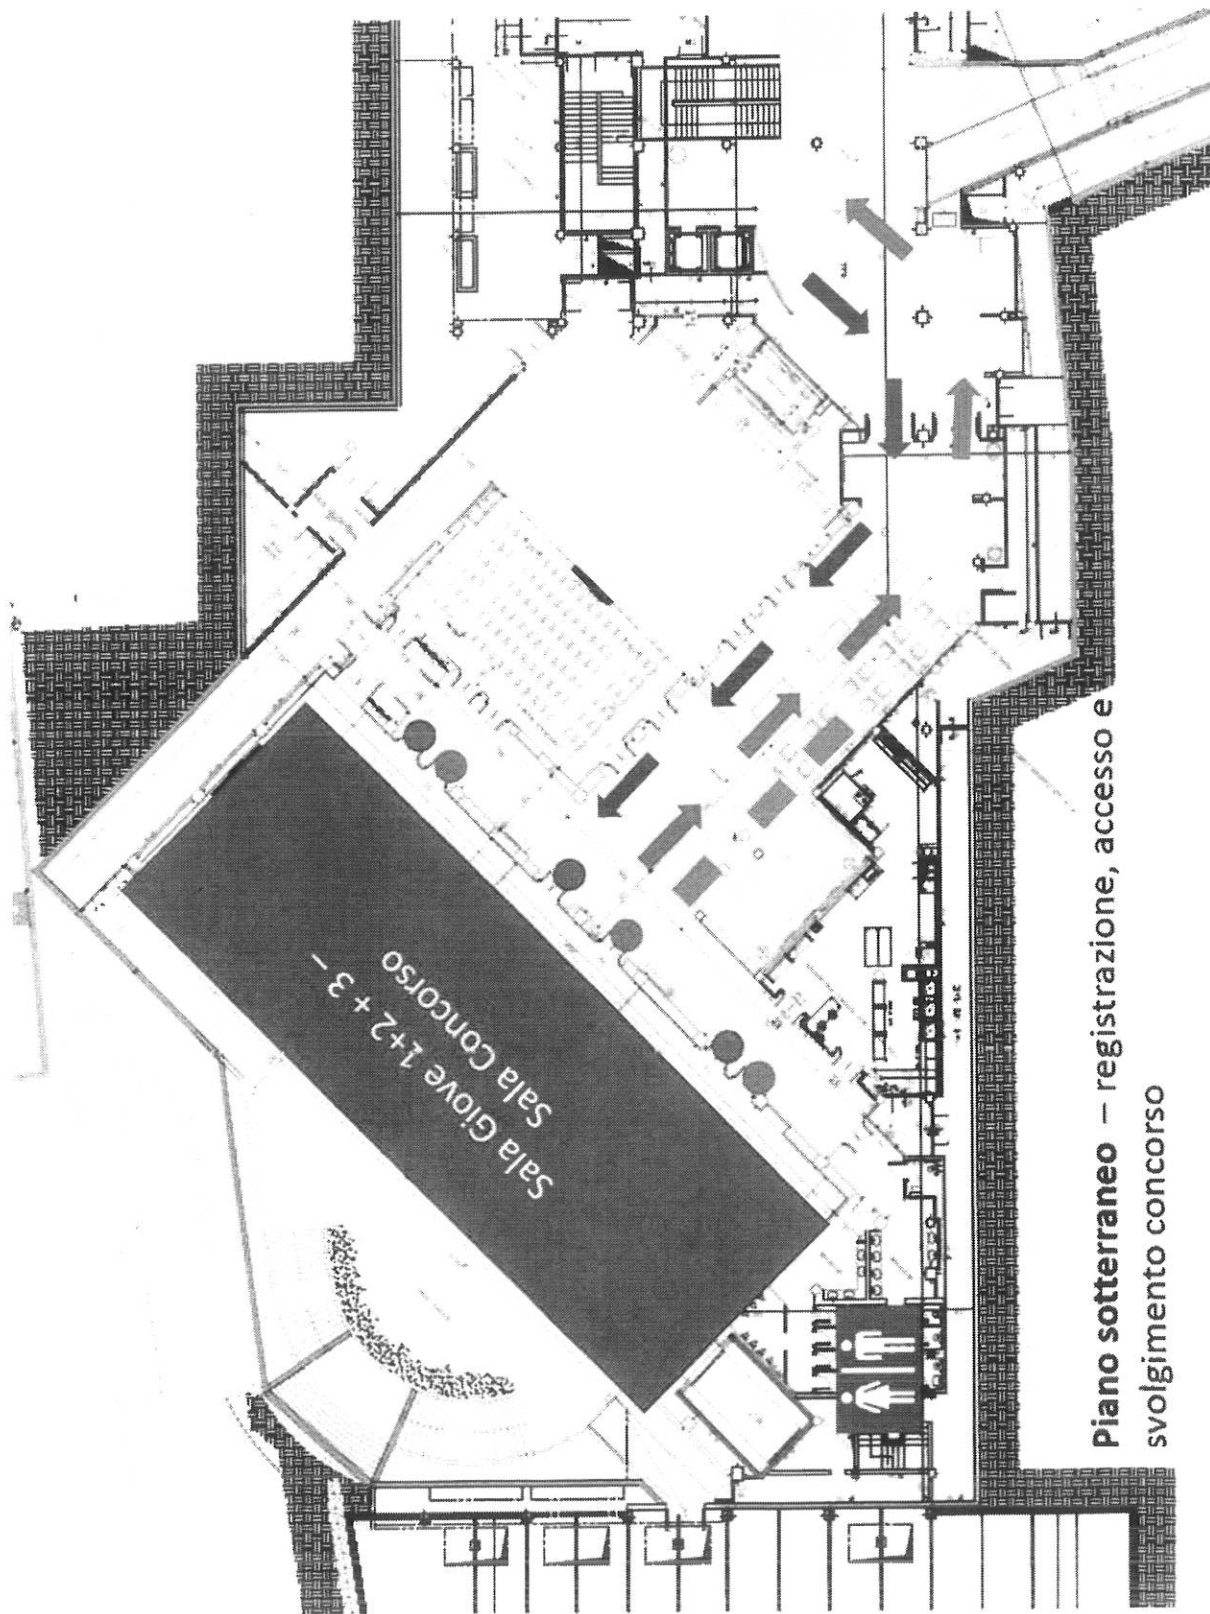 Sala Giove 1+2 + 3 –
Sala Concorso
Piano sotterraneo – registrazione, accesso e
svolgimento concorso